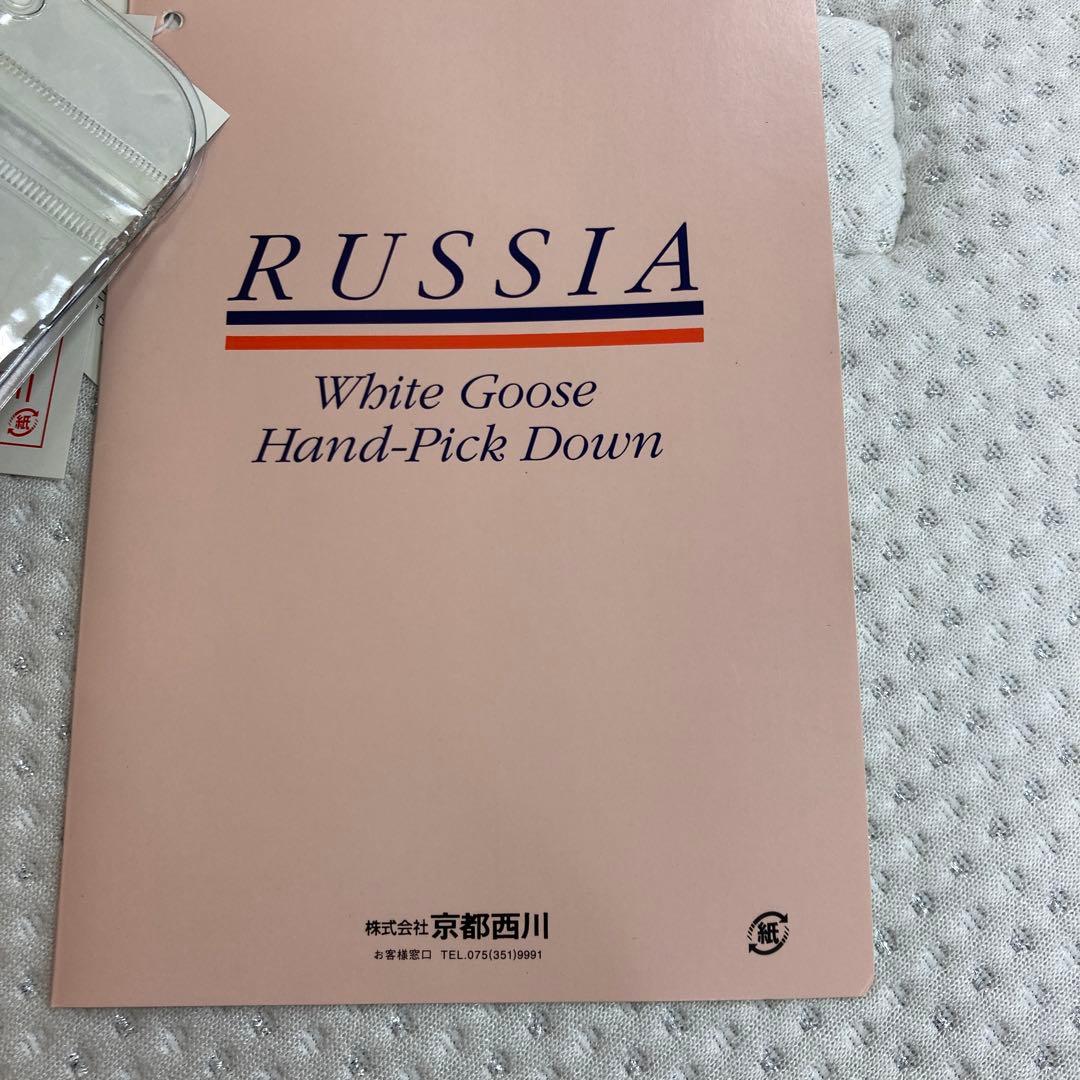 RUSSIA
White Goose
Hand-Pick Down
株式会社 京都西川
お客様窓口 TEL.075(351)9991
紙
紙